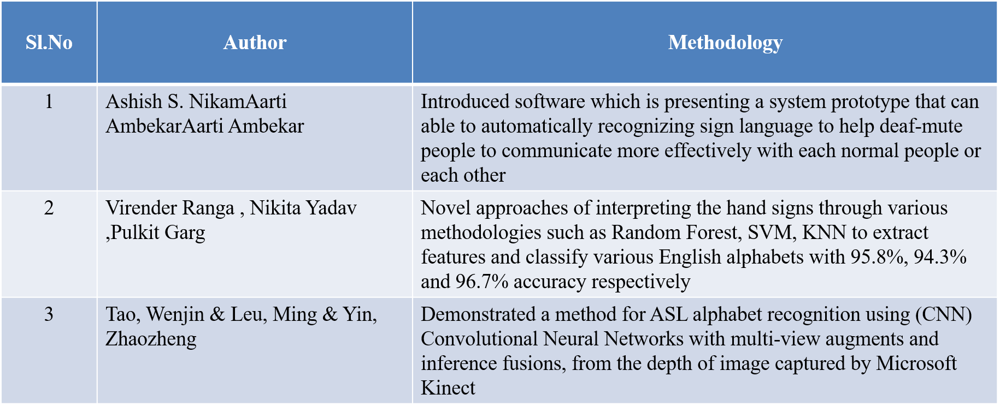 Sl.No Author Methodology
1 Ashish S. NikamAarti
AmbekarAarti Ambekar
Introduced software which is presenting a system prototype that can
able to automatically recognizing sign language to help deaf-mute
people to communicate more effectively with each normal people or
each other
2 Virender Ranga , Nikita Yadav
,Pulkit Garg
Novel approaches of interpreting the hand signs through various
methodologies such as Random Forest, SVM, KNN to extract
features and classify various English alphabets with 95.8%, 94.3%
and 96.7% accuracy respectively
3 Tao, Wenjin & Leu, Ming & Yin,
Zhaozheng
Demonstrated a method for ASL alphabet recognition using (CNN)
Convolutional Neural Networks with multi-view augments and
inference fusions, from the depth of image captured by Microsoft
Kinect